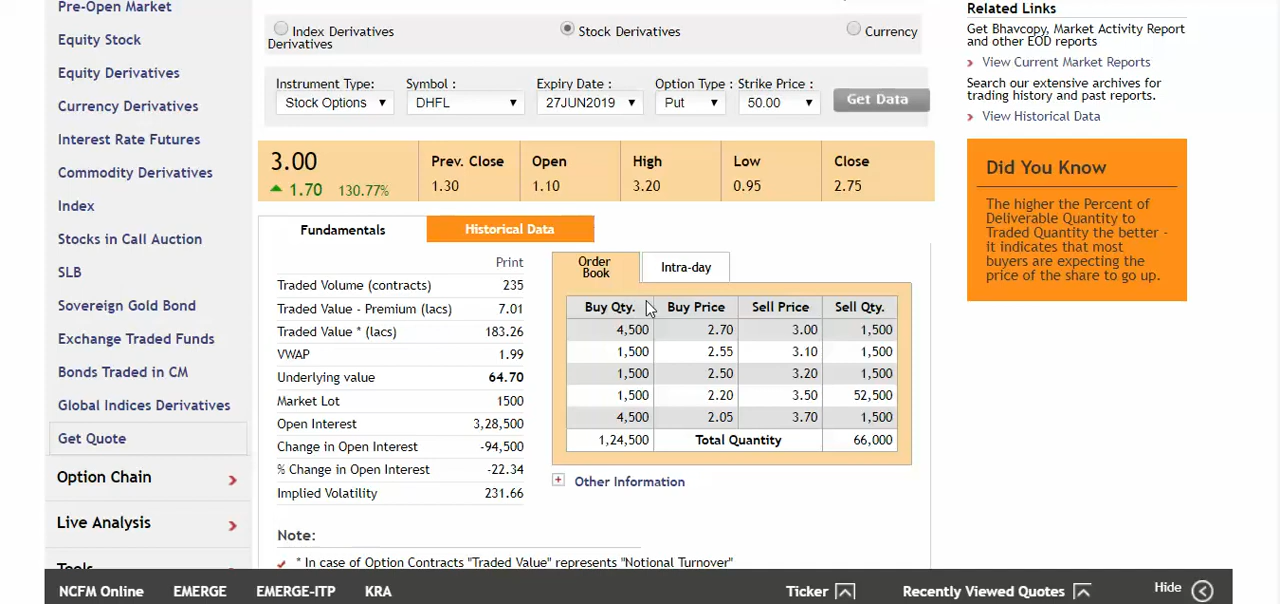 Pre-Open Market
Equity Stock
Equity Derivatives
Currency Derivatives
Interest Rate Futures
Commodity Derivatives
Index
Stocks in Call Auction
SLB
Sovereign Gold Bond
Exchange Traded Funds
Bonds Traded in CM
Global Indices Derivatives
Get Quote
Option Chain
Live Analysis
Tools
Index Derivatives
Derivatives
Stock Derivatives
Currency
Instrument Type: Symbol : Expiry Date : Option Type : Strike Price :
Stock Options DHFL 27JUN2019 Put 50.00 Get Data
3.00 Prev. Close Open High Low Close
1.70 130.77% 1.30 1.10 3.20 0.95 2.75
Fundamentals Historical Data
Print
Traded Volume (contracts) 235
Traded Value - Premium (lacs) 7.01
Traded Value * (lacs) 183.26
VWAP 1.99
Underlying value 64.70
Market Lot 1500
Open Interest 3,28,500
Change in Open Interest -94,500
% Change in Open Interest -22.34
Implied Volatility 231.66
Order
Book
Intra-day
Buy Qty. Buy Price Sell Price Sell Qty.
4,500 2.70 3.00 1,500
1,500 2.55 3.10 1,500
1,500 2.50 3.20 1,500
1,500 2.20 3.50 52,500
4,500 2.05 3.70 1,500
1,24,500 Total Quantity 66,000
Other Information
Note:
* In case of Option Contracts "Traded Value" represents "Notional Turnover"
Related Links
Get Bhavcopy, Market Activity Report
and other EOD reports
View Current Market Reports
Search our extensive archives for
trading history and past reports.
View Historical Data
Did You Know
The higher the Percent of
Deliverable Quantity to
Traded Quantity the better -
it indicates that most
buyers are expecting the
price of the share to go up.
NCFM Online EMERGE EMERGE-ITP KRA Ticker Recently Viewed Quotes Hide